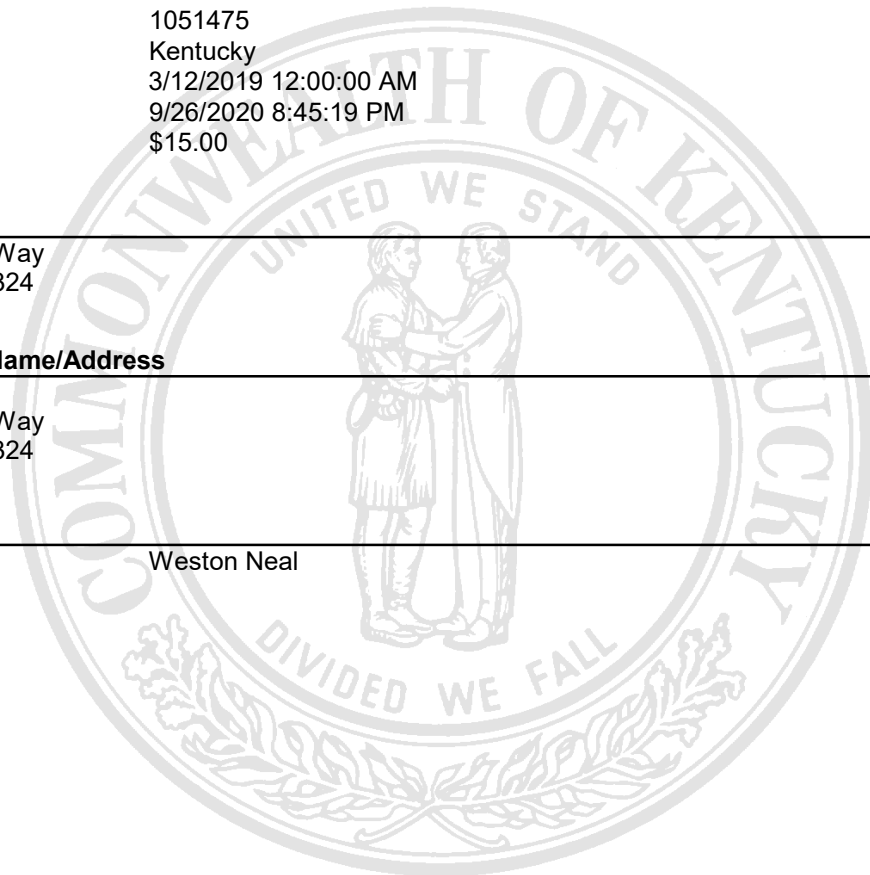 1051475
Kentucky
3/12/2019 12:00:00 AM
9/26/2020 8:45:19 PM
$15.00
Way
324
Name/Address
Way
324
Weston Neal
COMMONWEALTH OF KENTUCKY
UNITED WE STAND
DIVIDED WE FALL